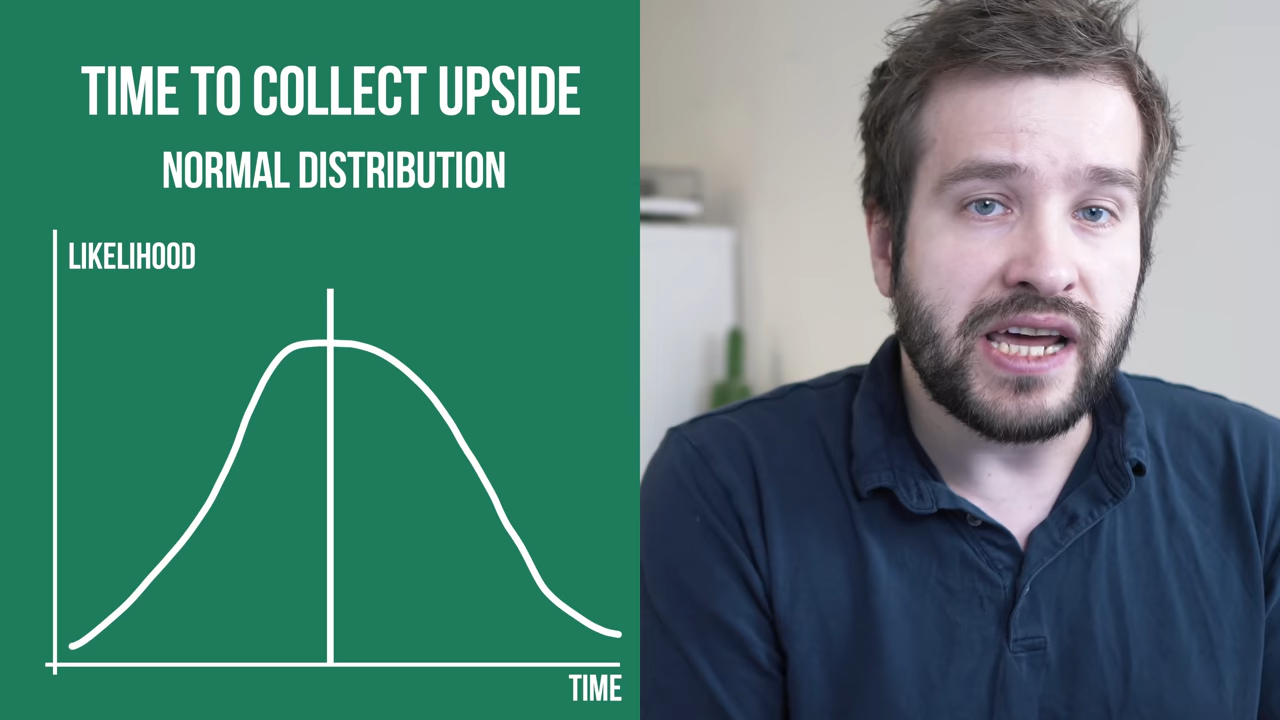 TIME TO COLLECT UPSIDE
NORMAL DISTRIBUTION
LIKELIHOOD
TIME